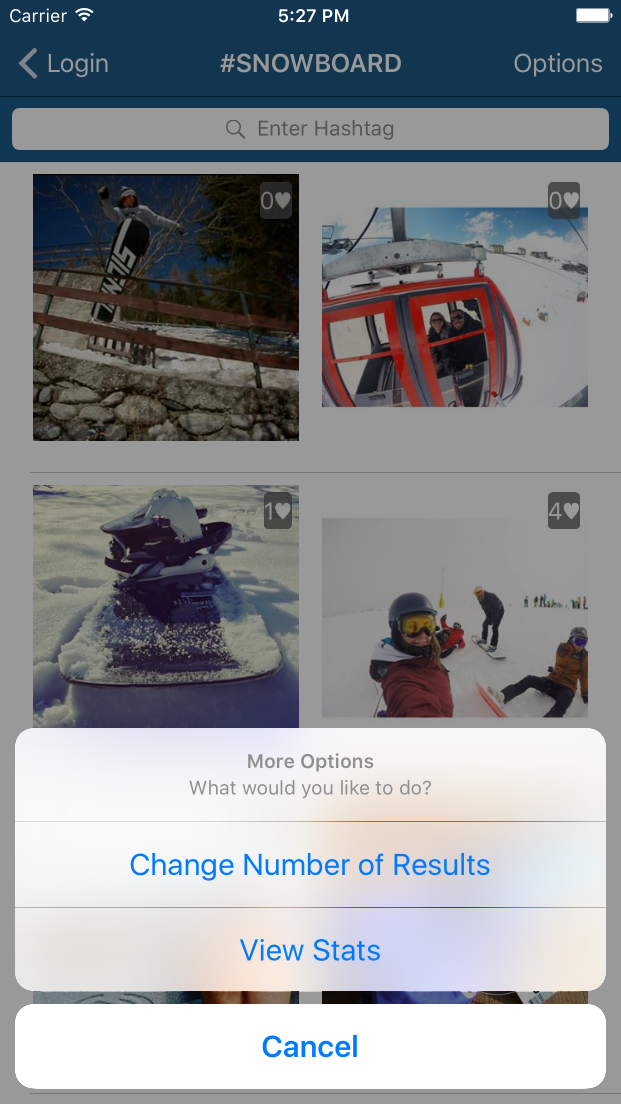 Carrier 5:27 PM
Login #SNOWBOARD Options
Enter Hashtag
0♥ 0♥
1♥ 4♥
More Options
What would you like to do?
Change Number of Results
View Stats
Cancel